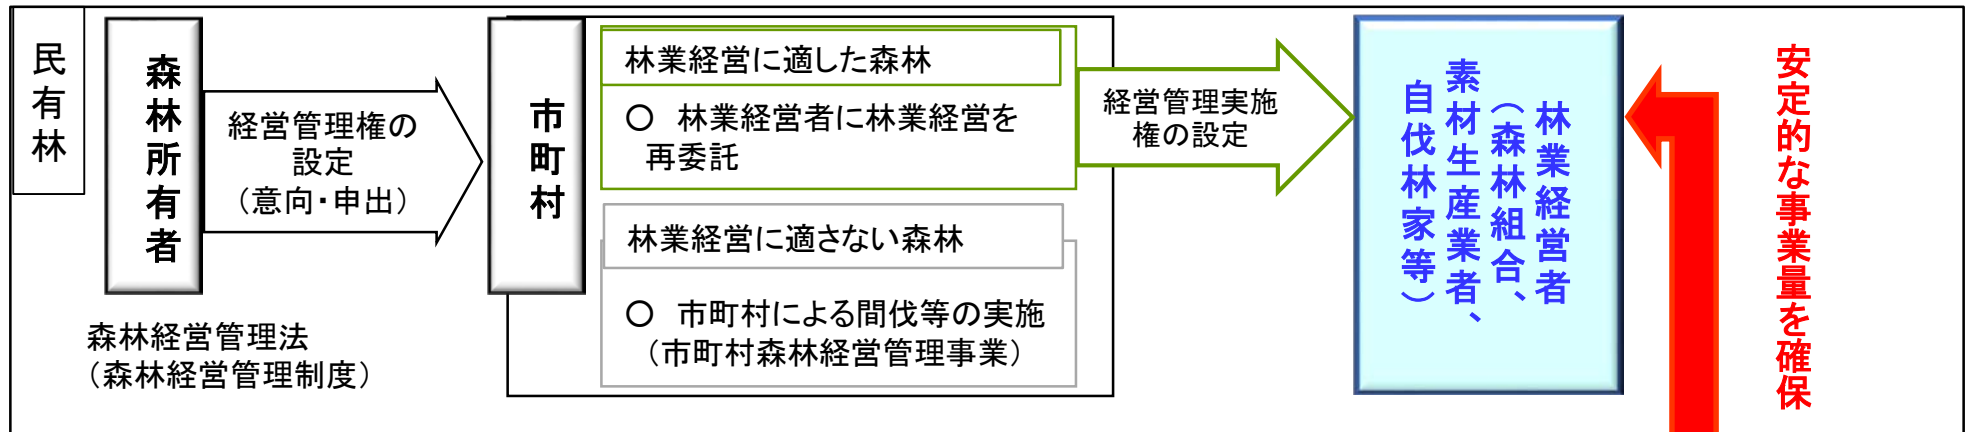 民有林
森林所有者
経営管理権の
設定
（意向・申出）
市町村
林業経営に適した森林
○　林業経営者に林業経営を
再委託
林業経営に適さない森林
○　市町村による間伐等の実施
（市町村森林経営管理事業）
経営管理実施
権の設定
林業経営者
（森林組合、
素材生産業者、
自伐林家等）
安定的な事業量を確保
森林経営管理法
（森林経営管理制度）